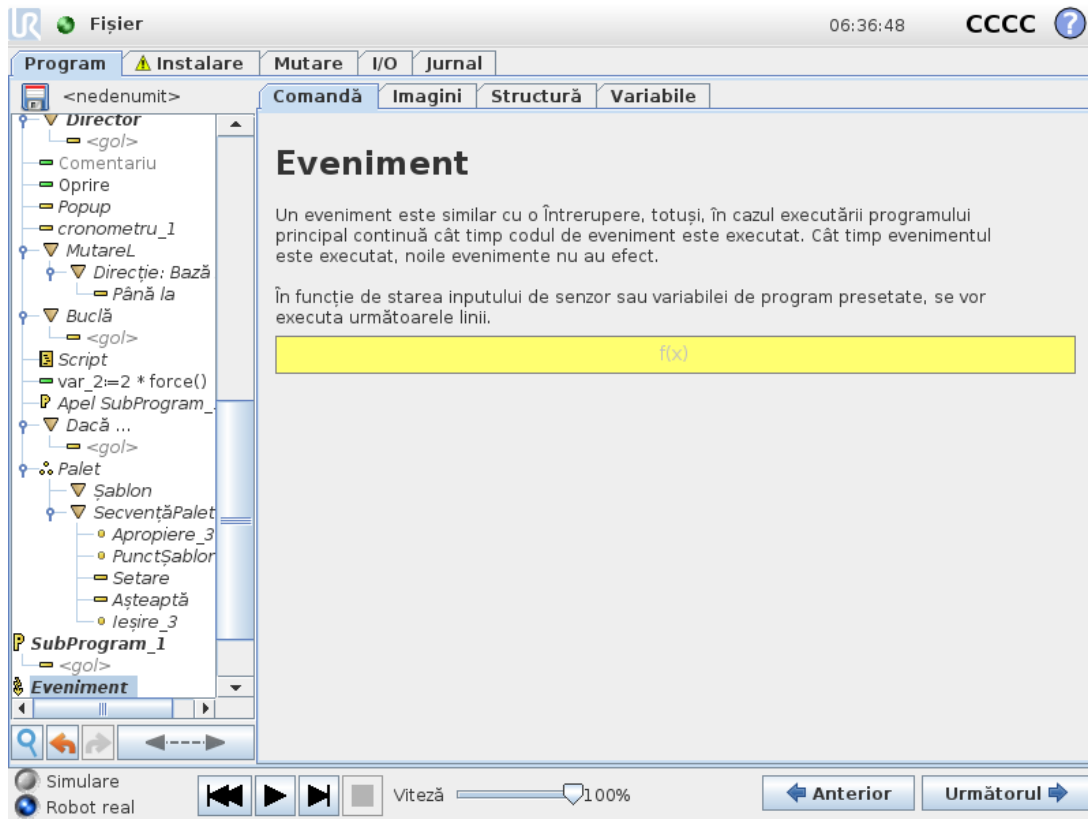 UR Fișier 06:36:48 CCCC ?
Program Instalare Mutare I/O Jurnal
<nedenumit>
Comandă Imagini Structură Variabile
Director
<gol>
Comentariu
Oprire
Popup
cronometru_1
MutareL
Direcție: Bază
Până la
Buclă
<gol>
Script
var_2:=2 * force()
Apel SubProgram_
Dacă ...
<gol>
Palet
Șablon
SecvențăPalet
Apropiere_3
PunctȘablon
Setare
Așteaptă
Ieșire_3
SubProgram_1
<gol>
Eveniment
Eveniment
Un eveniment este similar cu o Întrerupere, totuși, în cazul executării programului
principal continuă cât timp codul de eveniment este executat. Cât timp evenimentul
este executat, noile evenimente nu au efect.
În funcție de starea inputului de senzor sau variabilei de program presetate, se vor
executa următoarele linii.
f(x)
Simulare
Robot real
Viteză 100%
Anterior Următorul